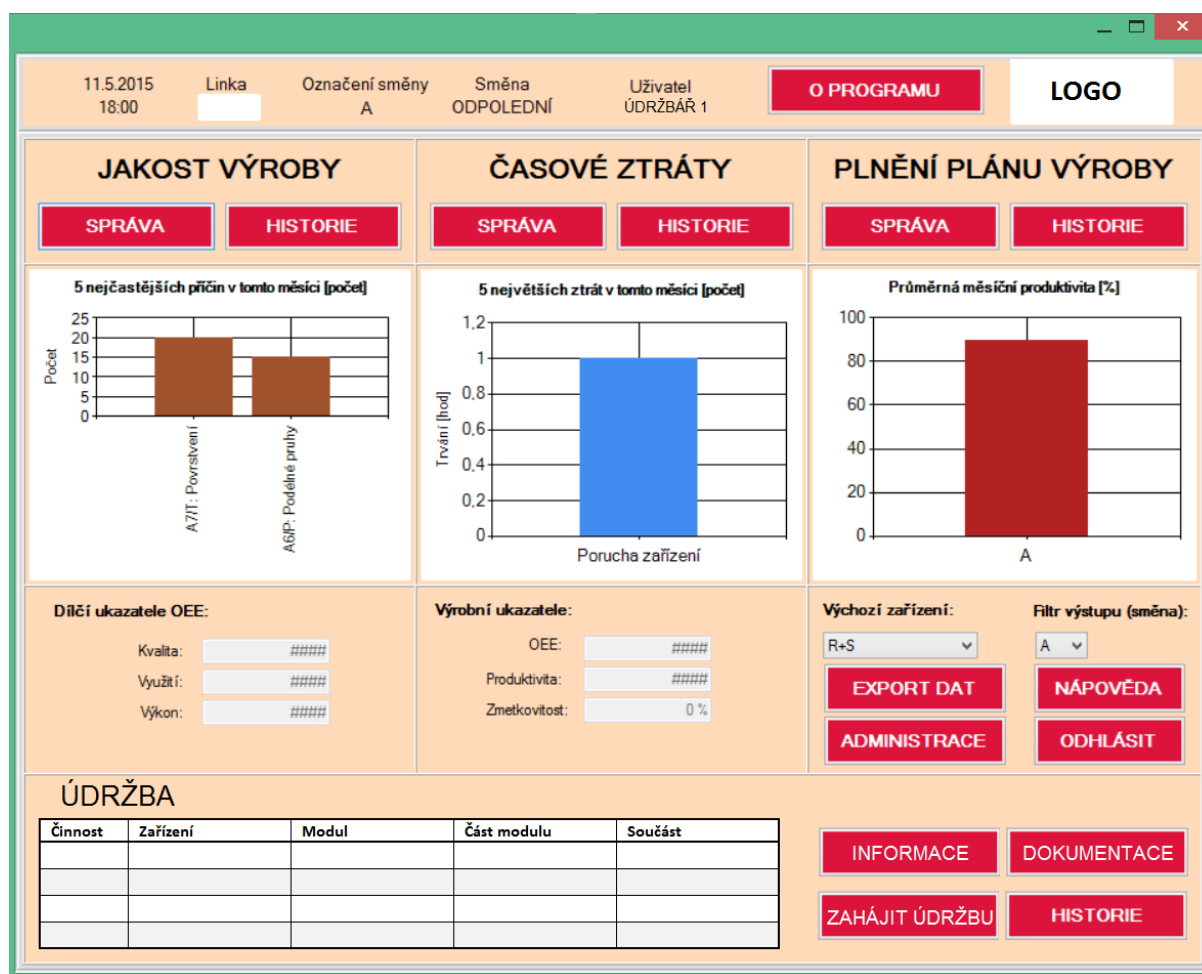 11.5.2015 Linka Označení směny Směna Uživatel O PROGRAMU LOGO
18:00 A ODPOLEDNÍ ÚDRŽBÁŘ 1
JAKOST VÝROBY
SPRÁVA HISTORIE
5 nejčastějších příčin v tomto měsíci [počet]
Počet
25
20
15
10
5
0
A7/T: Povrstvení
A6/P: Podélné pruhy
ČASOVÉ ZTRÁTY
SPRÁVA HISTORIE
5 největších ztrát v tomto měsíci [počet]
Trvání [hod]
1,2
1
0,8
0,6
0,4
0,2
0
Porucha zařízení
PLNĚNÍ PLÁNU VÝROBY
SPRÁVA HISTORIE
Průměrná měsíční produktivita [%]
100
80
60
40
20
0
A
Dílčí ukazatele OEE:
Kvalita: ####
Využití: ####
Výkon: ####
Výrobní ukazatele:
OEE: ####
Produktivita: ####
Zmetkovitost: 0 %
Výchozí zařízení: Filtr výstupu (směna):
R+S A
EXPORT DAT NÁPOVĚDA
ADMINISTRACE ODHLÁSIT
ÚDRŽBA
Činnost Zařízení Modul Část modulu Součást
INFORMACE DOKUMENTACE
ZAHÁJIT ÚDRŽBU HISTORIE